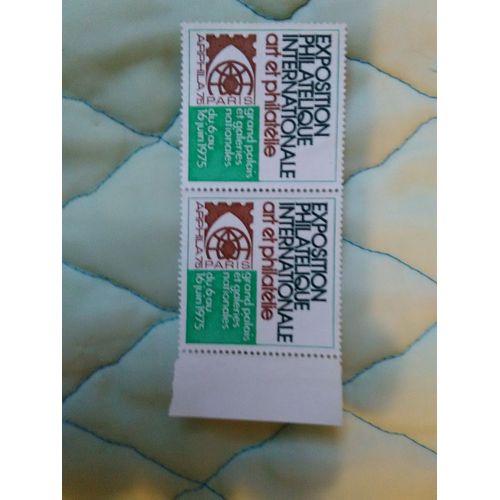 EXPOSITION
PHILATÉLIQUE
INTERNATIONALE
art et philatélie
ARPHILA 75
PARIS
grand palais
et galeries
nationales
du 6 au
16 juin 1975
EXPOSITION
PHILATÉLIQUE
INTERNATIONALE
art et philatélie
ARPHILA 75
PARIS
grand palais
et galeries
nationales
du 6 au
16 juin 1975